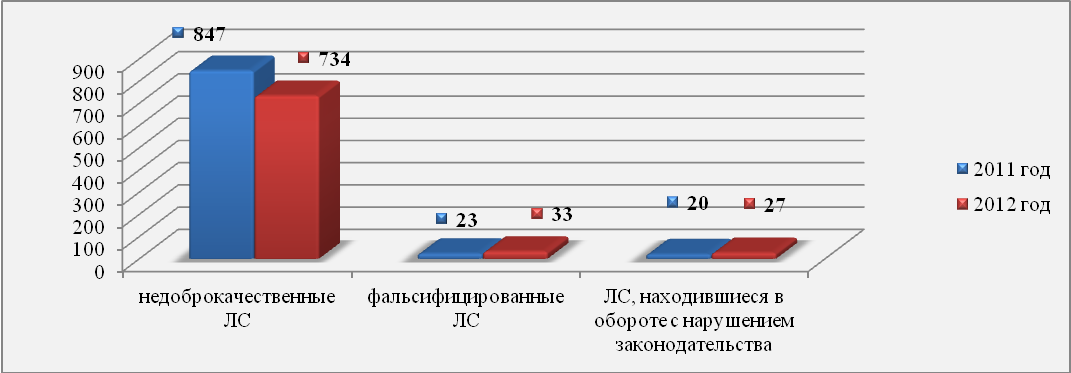 847
734
900
800
700
600
500
400
300
200
100
0
23
33
20
27
недоброкачественные
ЛС
фальсифицированные
ЛС
ЛС, находившиеся в
обороте с нарушением
законодательства
2011 год
2012 год